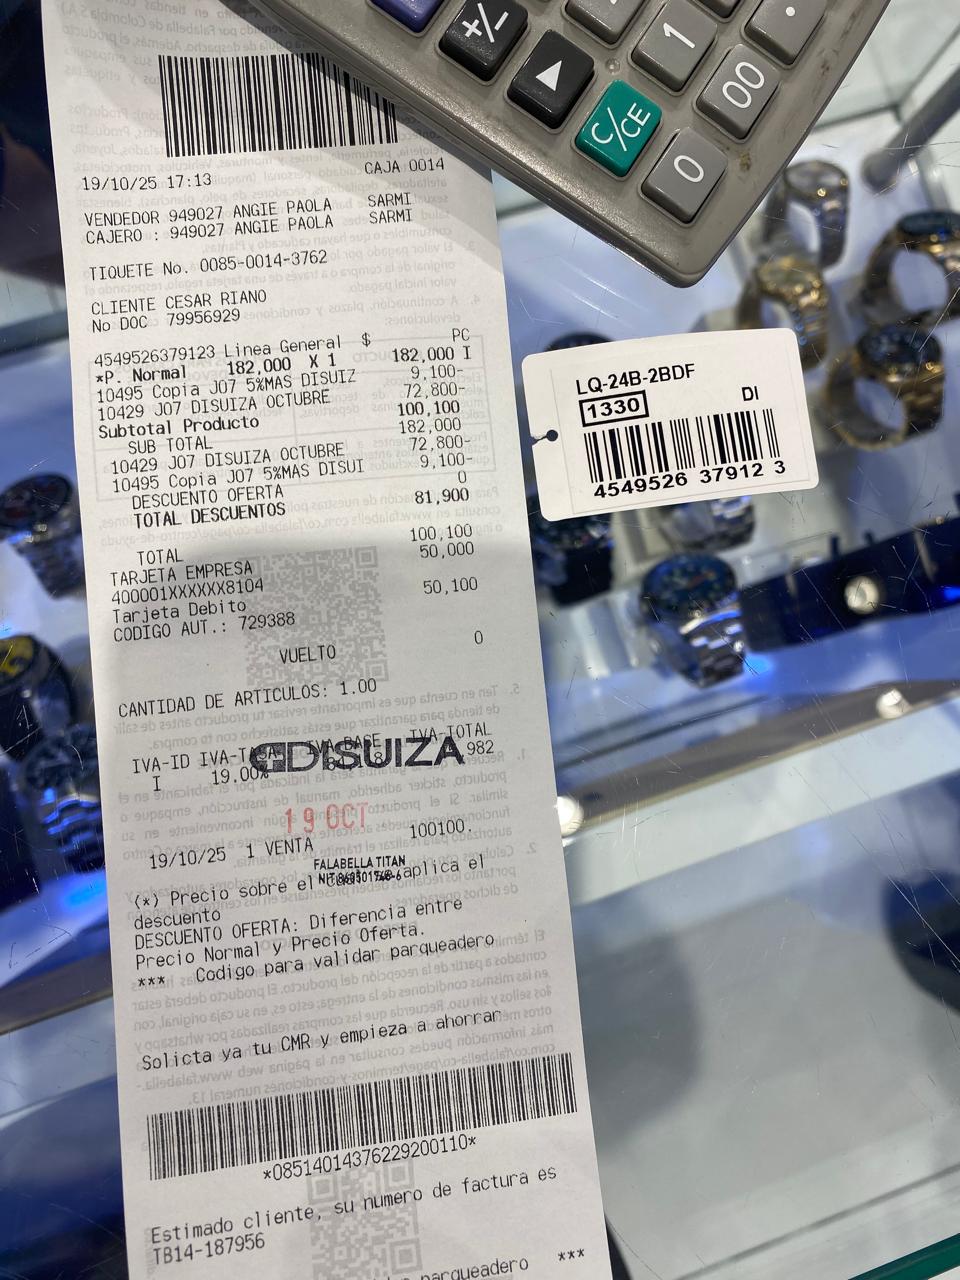 +/-
1
.
▲
C/CE
00
0
19/10/25 17:13 CAJA 0014
VENDEDOR 949027 ANGIE PAOLA SARMI
CAJERO : 949027 ANGIE PAOLA SARMI
TIQUETE No. 0085-0014-3762
CLIENTE CESAR RIANO
No DOC 79956929
4549526379123 Linea General $ PC
*P. Normal 182,000 X 1 182,000 I
10495 Copia J07 5%MAS DISUIZ 9,100-
10429 J07 DISUIZA OCTUBRE 72,800-
Subtotal Producto 100,100
SUB TOTAL 182,000
10429 J07 DISUIZA OCTUBRE 72,800-
10495 Copia J07 5%MAS DISUI 9,100-
DESCUENTO OFERTA 0
TOTAL DESCUENTOS 81,900
TOTAL 100,100
TARJETA EMPRESA 50,000
400001XXXXXX8104
Tarjeta Debito 50,100
CODIGO AUT.: 729388
VUELTO 0
CANTIDAD DE ARTICULOS: 1.00
IVA-ID IVA-TOTAL
I 19.00% 982
DISUIZA
19 OCT
19/10/25 1 VENTA 100100.
FALABELLA TITAN
(*) Precio sobre el aplica el
descuento
DESCUENTO OFERTA: Diferencia entre
Precio Normal y Precio Oferta.
*** Codigo para validar parqueadero
Solicta ya tu CMR y empieza a ahorrar
*08514014376229200110*
Estimado cliente, su numero de factura es
TB14-187956
parqueadero ***
LQ-24B-2BDF
1330 DI
4549526 37912 3